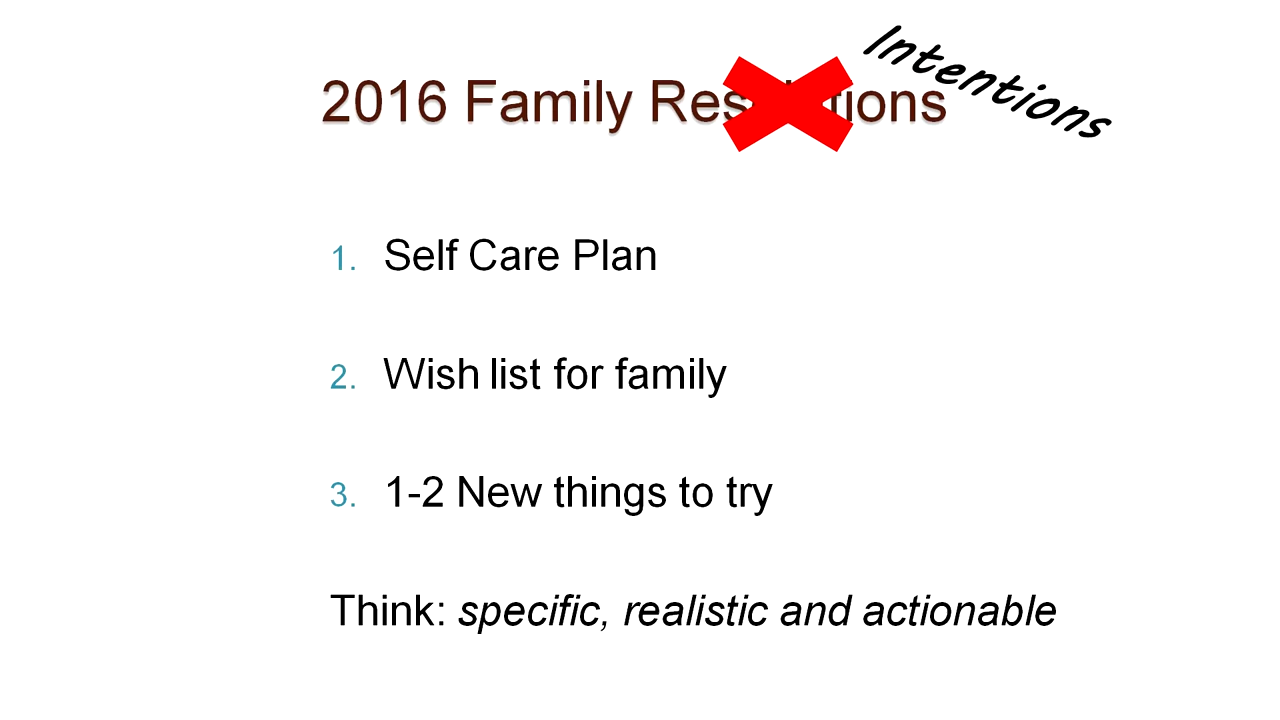 2016 Family Resolutions
Intentions
1. Self Care Plan
2. Wish list for family
3. 1-2 New things to try
Think: specific, realistic and actionable